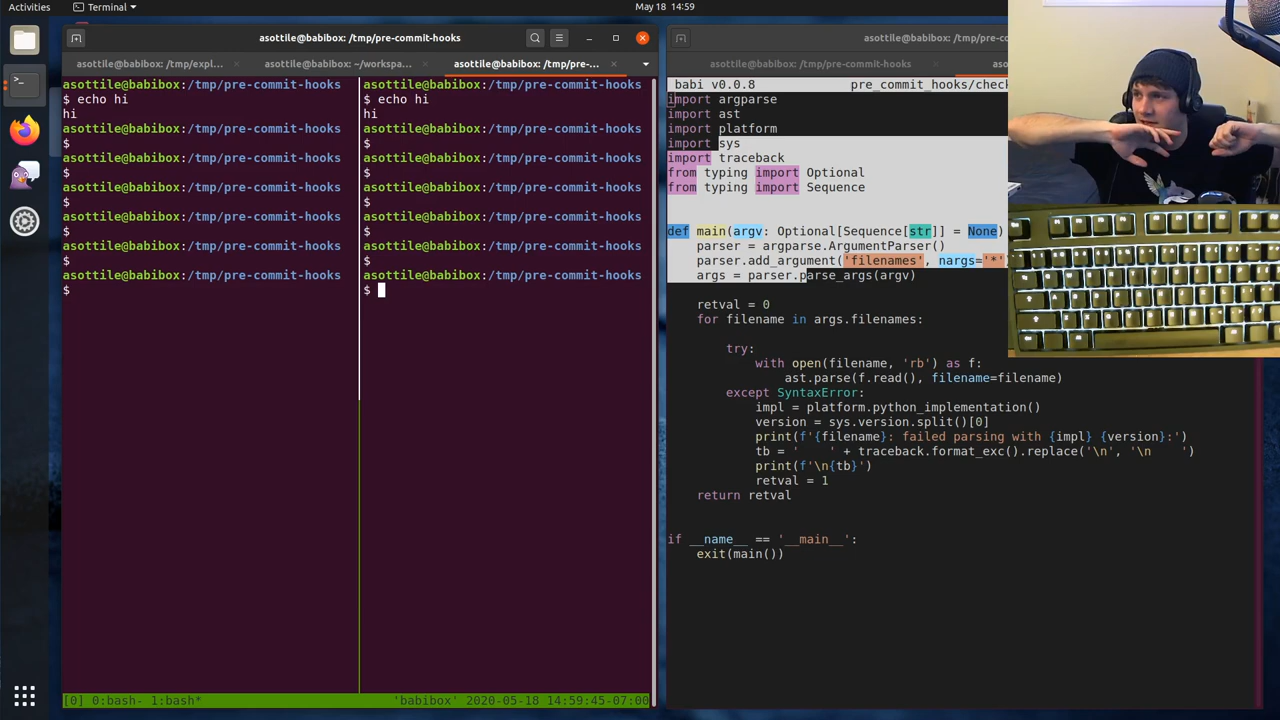 Activities
Terminal
May 18 14:59
asottile@babibox: /tmp/pre-commit-hooks
asottile@babibox: /tmp/expl...
asottile@babibox: ~/workspa...
asottile@babibox: /tmp/pre-...
asottile@babibox:/tmp/pre-commit-hooks
$ echo hi
hi
asottile@babibox:/tmp/pre-commit-hooks
$
asottile@babibox:/tmp/pre-commit-hooks
$
asottile@babibox:/tmp/pre-commit-hooks
$
asottile@babibox:/tmp/pre-commit-hooks
$
asottile@babibox:/tmp/pre-commit-hooks
$
asottile@babibox:/tmp/pre-commit-hooks
$
asottile@babibox:/tmp/pre-commit-hooks
$ echo hi
hi
asottile@babibox:/tmp/pre-commit-hooks
$
asottile@babibox:/tmp/pre-commit-hooks
$
asottile@babibox:/tmp/pre-commit-hooks
$
asottile@babibox:/tmp/pre-commit-hooks
$
asottile@babibox:/tmp/pre-commit-hooks
$
asottile@babibox:/tmp/pre-commit-hooks
$
[0] 0:bash- 1:bash* 'babibox' 2020-05-18 14:59:45-07:00
asottile@babibox: /tmp/pre-co
asottile@babibox: /tmp/pre-commit-hooks
babi v0.0.8 pre_commit_hooks/check
import argparse
import ast
import platform
import sys
import traceback
from typing import Optional
from typing import Sequence
def main(argv: Optional[Sequence[str]] = None)
parser = argparse.ArgumentParser()
parser.add_argument('filenames', nargs='*'
args = parser.parse_args(argv)
retval = 0
for filename in args.filenames:
try:
with open(filename, 'rb') as f:
ast.parse(f.read(), filename=filename)
except SyntaxError:
impl = platform.python_implementation()
version = sys.version.split()[0]
print(f'{filename}: failed parsing with {impl} {version}:')
tb = '    ' + traceback.format_exc().replace('\n', '\n    ')
print(f'\n{tb}')
retval = 1
return retval
if __name__ == '__main__':
exit(main())